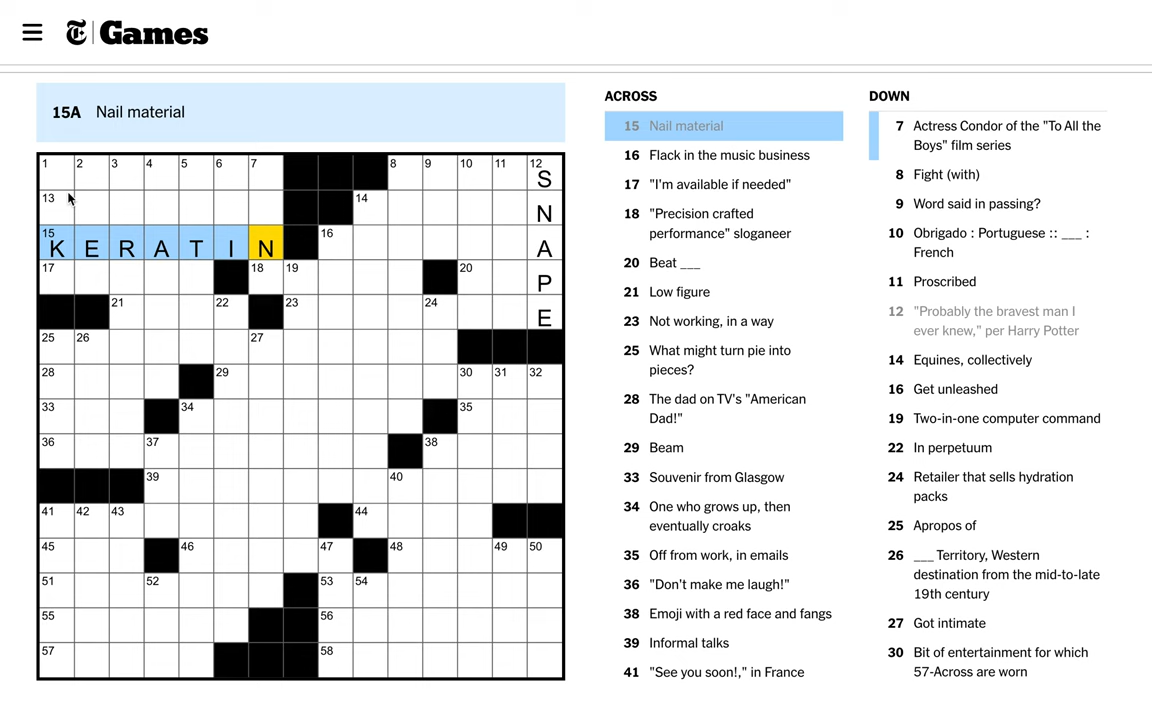 T Games
15A Nail material
1 2 3 4 5 6 7 8 9 10 11 12 S
13 14 N
15 K E R A T I N 16 A
17 18 19 20 P
21 22 23 24 E
25 26 27
28 29 30 31 32
33 34 35
36 37 38
39 40
41 42 43 44
45 46 47 48 49 50
51 52 53 54
55 56
57 58
ACROSS
15 Nail material
16 Flack in the music business
17 "I'm available if needed"
18 "Precision crafted
performance" sloganeer
20 Beat ___
21 Low figure
23 Not working, in a way
25 What might turn pie into
pieces?
28 The dad on TV's "American
Dad!"
29 Beam
33 Souvenir from Glasgow
34 One who grows up, then
eventually croaks
35 Off from work, in emails
36 "Don't make me laugh!"
38 Emoji with a red face and fangs
39 Informal talks
41 "See you soon!," in France
DOWN
7 Actress Condor of the "To All the
Boys" film series
8 Fight (with)
9 Word said in passing?
10 Obrigado : Portuguese :: ___ :
French
11 Proscribed
12 "Probably the bravest man I
ever knew," per Harry Potter
14 Equines, collectively
16 Get unleashed
19 Two-in-one computer command
22 In perpetuum
24 Retailer that sells hydration
packs
25 Apropos of
26 ___ Territory, Western
destination from the mid-to-late
19th century
27 Got intimate
30 Bit of entertainment for which
57-Across are worn